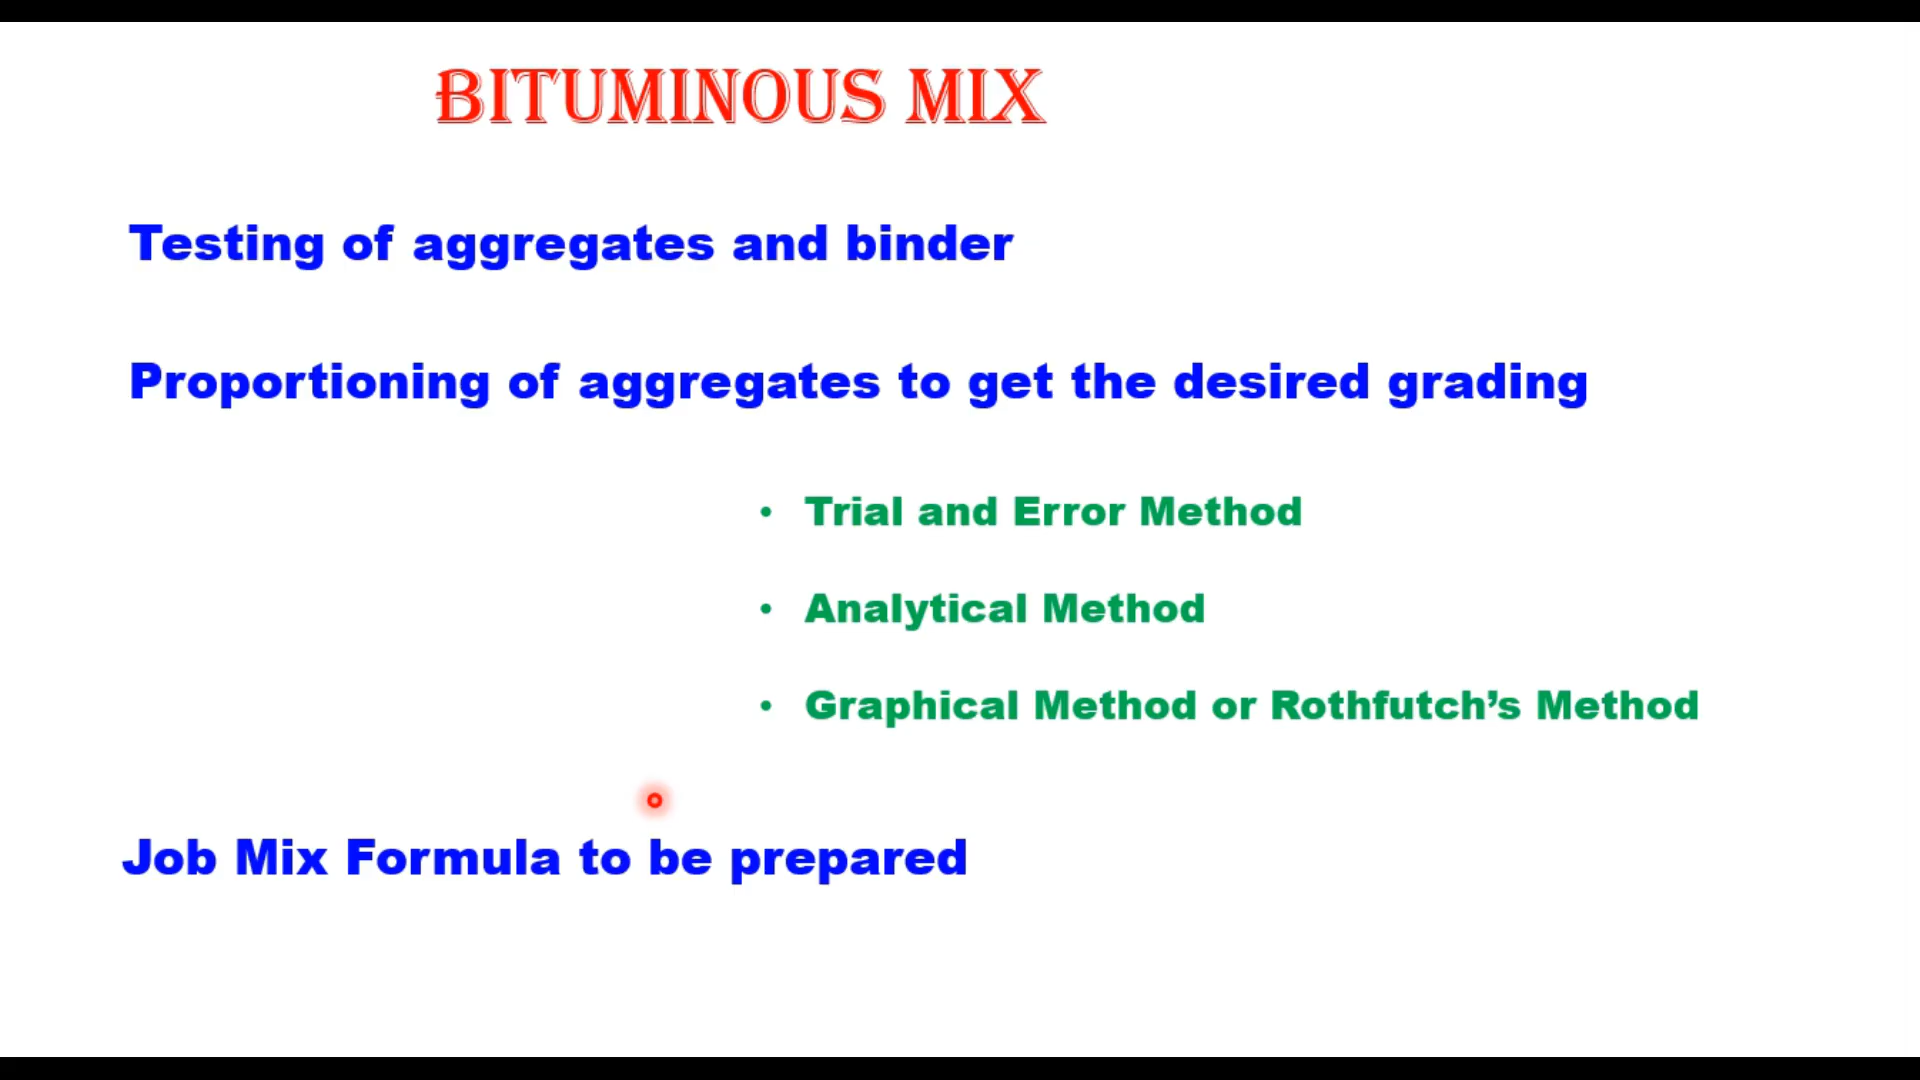 BITUMINOUS MIX
Testing of aggregates and binder
Proportioning of aggregates to get the desired grading
• Trial and Error Method
• Analytical Method
• Graphical Method or Rothfutch’s Method
Job Mix Formula to be prepared